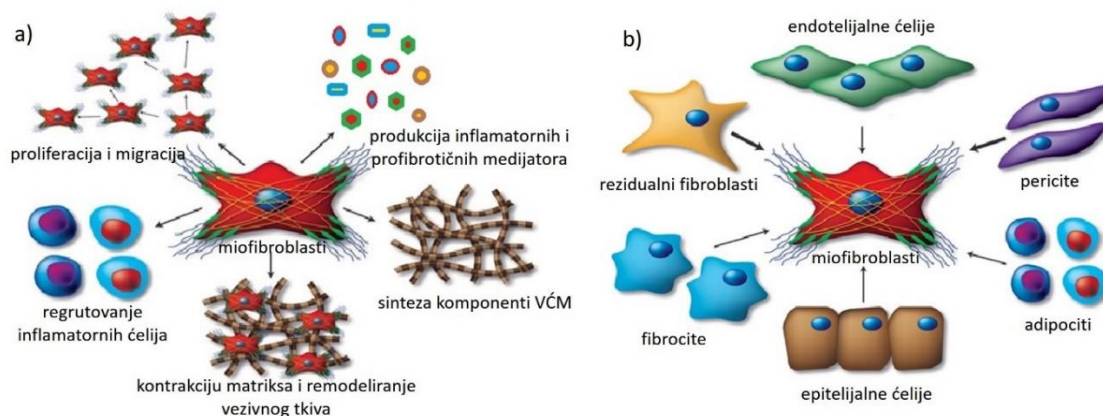 a)
proliferacija i migracija
produkcija inflamatornih i
profibrotičnih medijatora
miofibroblasti
regrutovanje
inflamatornih ćelija
sinteza komponenti VĆM
kontrakciju matriksa i remodeliranje
vezivnog tkiva
b)
endotelijalne ćelije
rezidualni fibroblasti
pericite
miofibroblasti
fibrocite
adipociti
epitelijalne ćelije